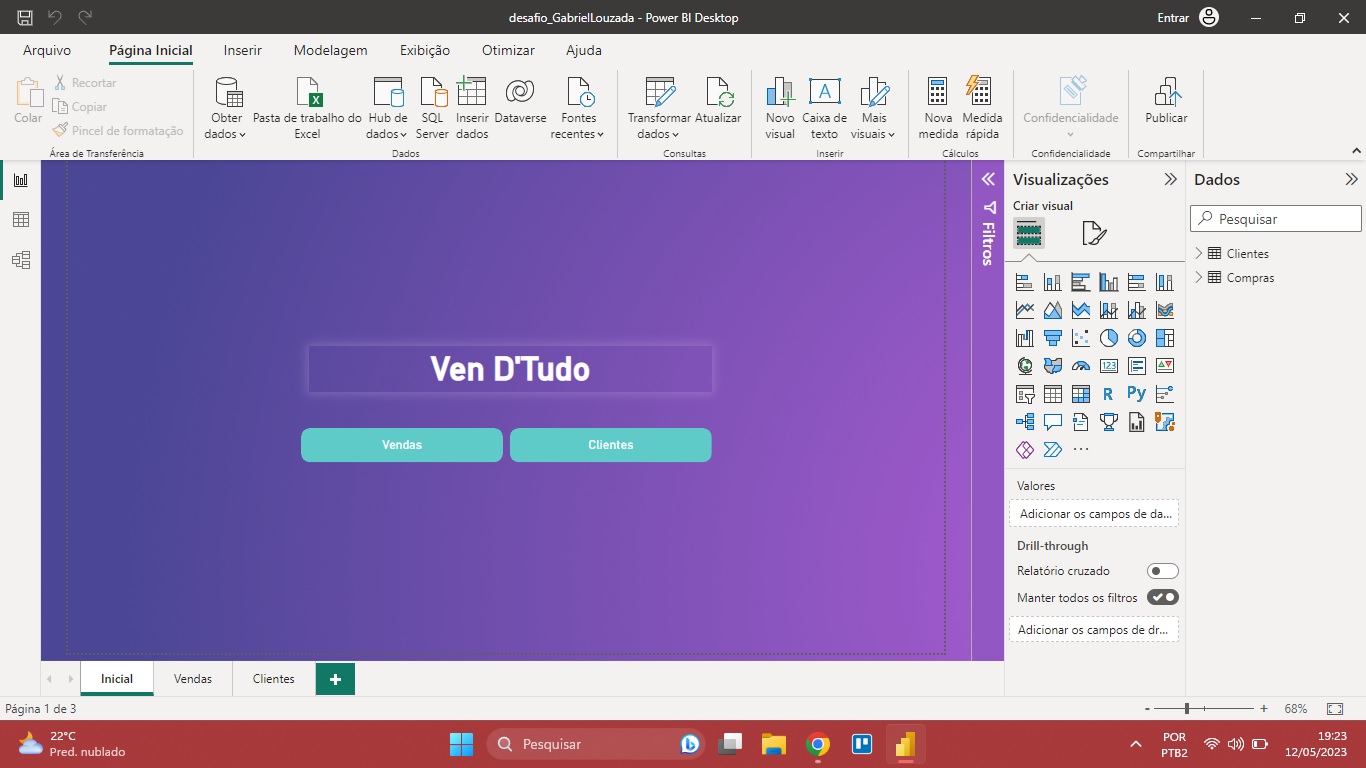 desafio_GabrielLouzada - Power BI Desktop
Entrar
Arquivo
Página Inicial
Inserir
Modelagem
Exibição
Otimizar
Ajuda
Colar
Recortar
Copiar
Pincel de formatação
Área de Transferência
Obter
dados
Pasta de trabalho do
Excel
Hub de
dados
SQL
Server
Inserir
dados
Dataverse
Fontes
recentes
Dados
Transformar
dados
Atualizar
Consultas
Novo
visual
Caixa de
texto
Mais
visuais
Inserir
Nova
medida
Medida
rápida
Cálculos
Confidencialidade
Confidencialidade
Publicar
Compartilhar
Ven D'Tudo
Vendas
Clientes
Filtros
Visualizações
Criar visual
123
R
Py
Valores
Adicionar os campos de da...
Drill-through
Relatório cruzado
Manter todos os filtros
Adicionar os campos de dr...
Dados
Pesquisar
Clientes
Compras
Inicial
Vendas
Clientes
Página 1 de 3
68%
22°C
Pred. nublado
Pesquisar
POR
PTB2
19:23
12/05/2023